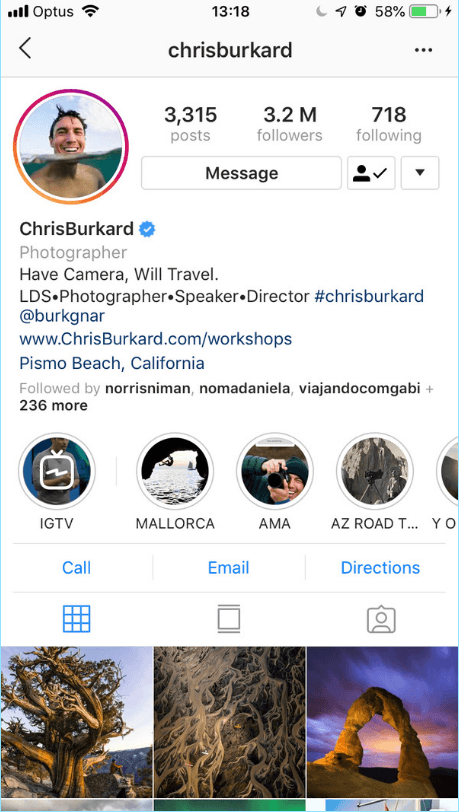 Optus 13:18 58%
chrisburkard
3,315 3.2 M 718
posts followers following
Message
ChrisBurkard
Photographer
Have Camera, Will Travel.
LDS•Photographer•Speaker•Director #chrisburkard
@burkgnar
www.ChrisBurkard.com/workshops
Pismo Beach, California
Followed by norrisniman, nomadaniela, viajandocomgabi +
236 more
IGTV MALLORCA AMA AZ ROAD T... Y O
Call Email Directions